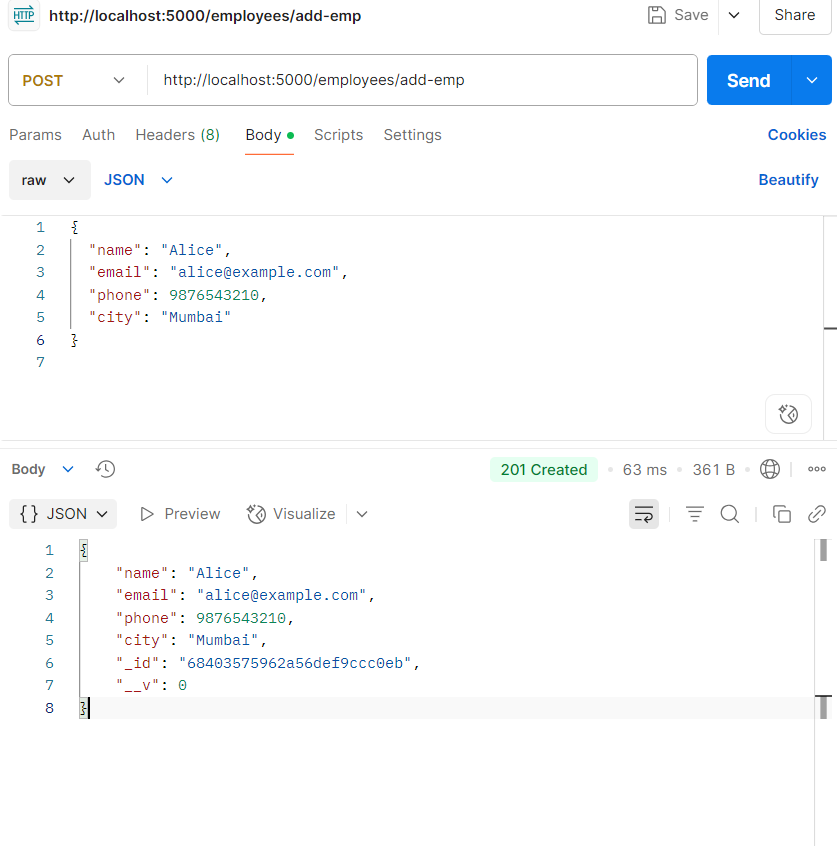 HTTP http://localhost:5000/employees/add-emp Save Share
POST http://localhost:5000/employees/add-emp Send
Params Auth Headers (8) Body Scripts Settings Cookies
raw JSON Beautify
1 {
2 "name": "Alice",
3 "email": "alice@example.com",
4 "phone": 9876543210,
5 "city": "Mumbai"
6 }
7
Body 201 Created 63 ms 361 B
{} JSON Preview Visualize
1 {
2 "name": "Alice",
3 "email": "alice@example.com",
4 "phone": 9876543210,
5 "city": "Mumbai",
6 "_id": "68403575962a56def9ccc0eb",
7 "__v": 0
8 }